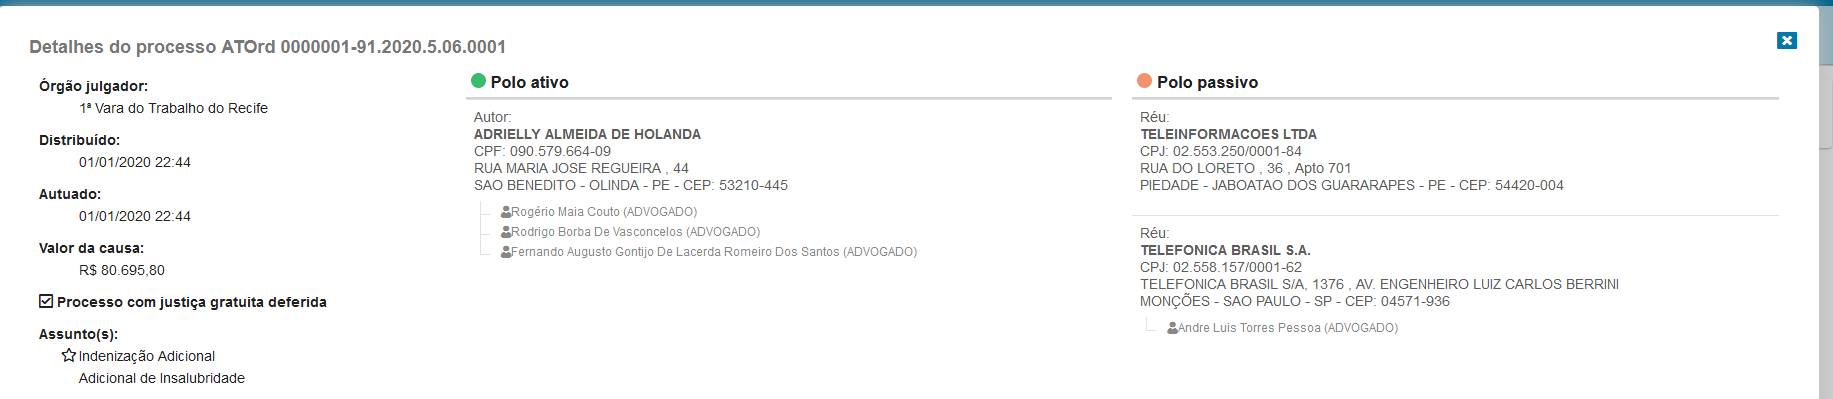 Detalhes do processo ATOrd 0000001-91.2020.5.06.0001
Órgão julgador:
1ª Vara do Trabalho do Recife
Distribuído:
01/01/2020 22:44
Autuado:
01/01/2020 22:44
Valor da causa:
R$ 80.695,80
Processo com justiça gratuita deferida
Assunto(s):
Indenização Adicional
Adicional de Insalubridade
Polo ativo
Autor:
ADRIELLY ALMEIDA DE HOLANDA
CPF: 090.579.664-09
RUA MARIA JOSE REGUEIRA , 44
SAO BENEDITO - OLINDA - PE - CEP: 53210-445
Rogério Maia Couto (ADVOGADO)
Rodrigo Borba De Vasconcelos (ADVOGADO)
Fernando Augusto Gontijo De Lacerda Romeiro Dos Santos (ADVOGADO)
Polo passivo
Réu:
TELEINFORMACOES LTDA
CPJ: 02.553.250/0001-84
RUA DO LORETO , 36 , Apto 701
PIEDADE - JABOATAO DOS GUARARAPES - PE - CEP: 54420-004
Réu:
TELEFONICA BRASIL S.A.
CPJ: 02.558.157/0001-62
TELEFONICA BRASIL S/A, 1376 , AV. ENGENHEIRO LUIZ CARLOS BERRINI
MONÇÕES - SAO PAULO - SP - CEP: 04571-936
Andre Luis Torres Pessoa (ADVOGADO)